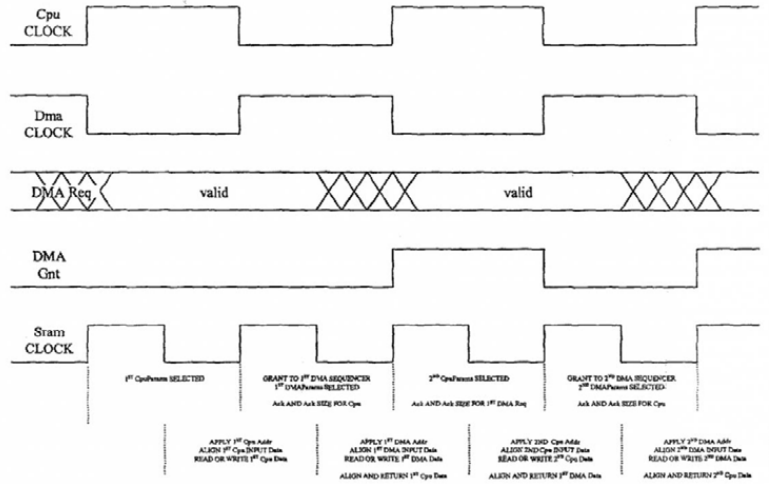 Cpu
CLOCK
Dma
CLOCK
DMA Req
valid
valid
DMA
Gnt
Sram
CLOCK
1ST CpuParams SELECTED
GRANT TO 1ST DMA SEQUENCER
1ST DMAParams SELECTED
Ack AND Ack SIZE FOR Cpu
2ND CpuParams SELECTED
Ack AND Ack SIZE FOR 1ST DMA Req
GRANT TO 2ND DMA SEQUENCER
2ND DMAParams SELECTED
Ack AND Ack SIZE FOR Cpu
APPLY 1ST Cpu Addr
ALIGN 1ST Cpu INPUT Data
READ OR WRITE 1ST Cpu Data
APPLY 1ST DMA Addr
ALIGN 1ST DMA INPUT Data
READ OR WRITE 1ST DMA Data
ALIGN AND RETURN 1ST Cpu Data
APPLY 2ND Cpu Addr
ALIGN 2ND Cpu INPUT Data
READ OR WRITE 2ND Cpu Data
ALIGN AND RETURN 1ST DMA Data
APPLY 2ND DMA Addr
ALIGN 2ND DMA INPUT Data
READ OR WRITE 2ND DMA Data
ALIGN AND RETURN 2ND Cpu Data